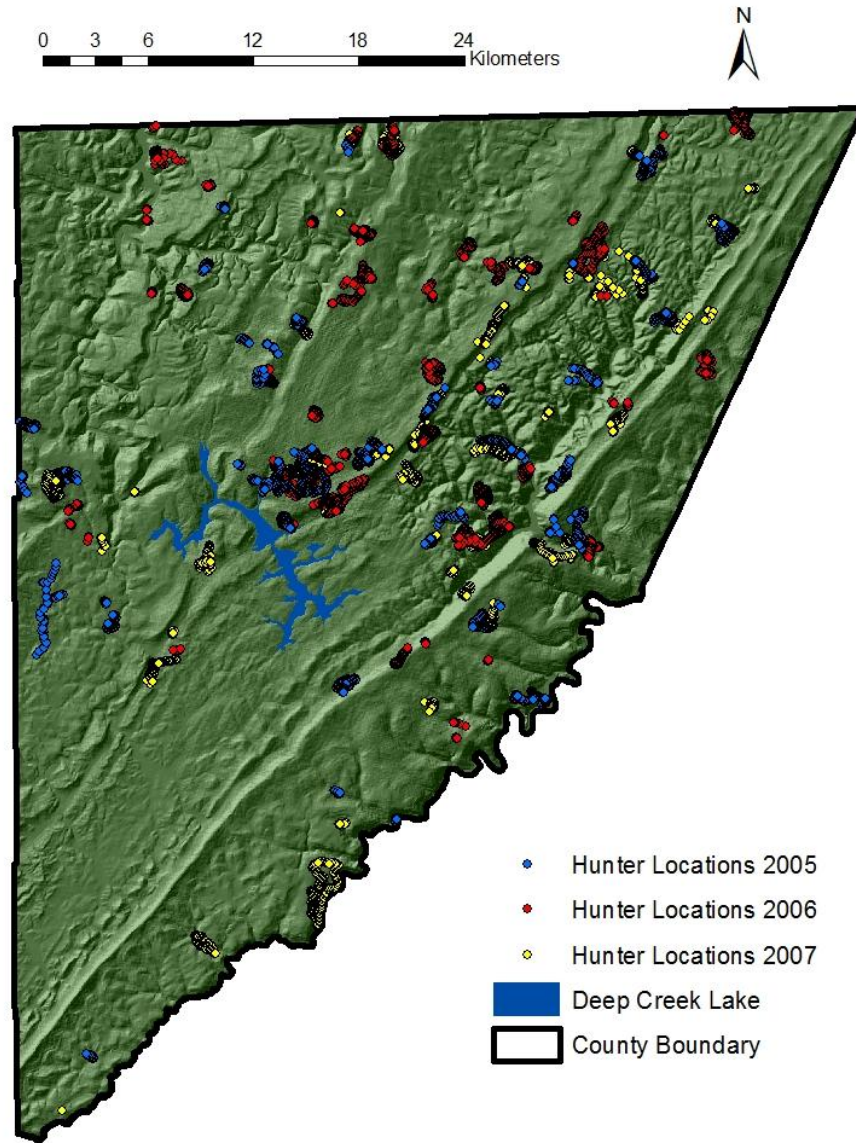 N
0 3 6 12 18 24
Kilometers
Hunter Locations 2005
Hunter Locations 2006
Hunter Locations 2007
Deep Creek Lake
County Boundary